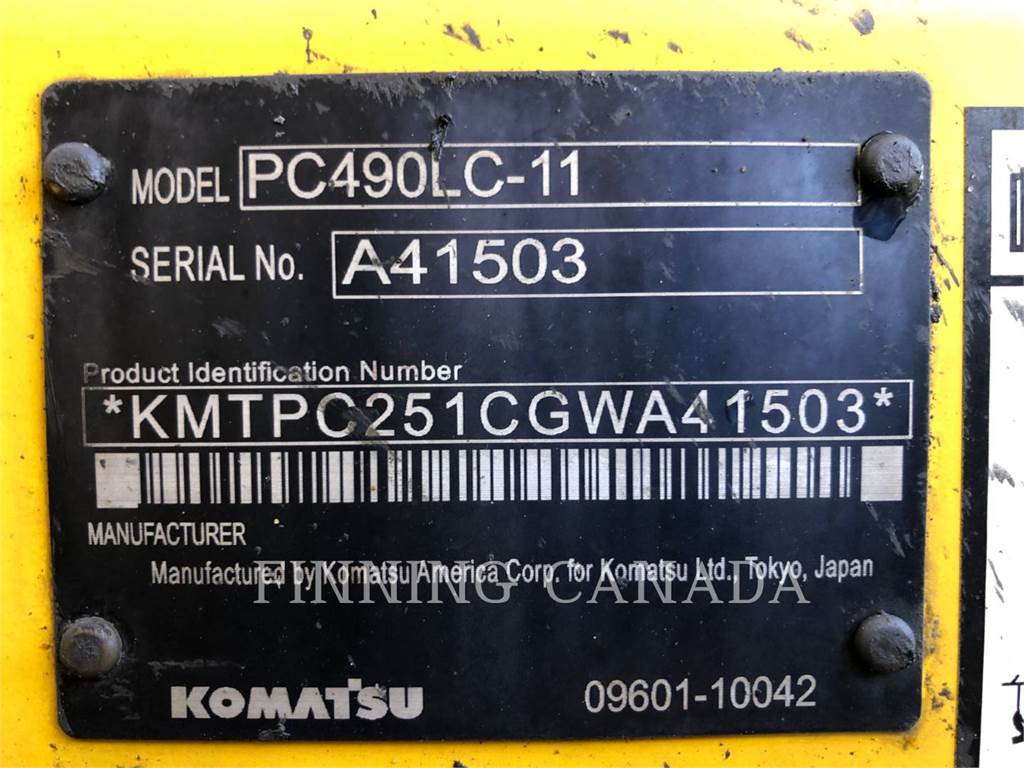 MODEL PC490LC-11
SERIAL No. A41503
Product Identification Number
*KMTPC251CGWA41503*
MANUFACTURER
Manufactured by Komatsu America Corp. for Komatsu Ltd., Tokyo, Japan
FINNING CANADA
KOMATSU 09601-10042